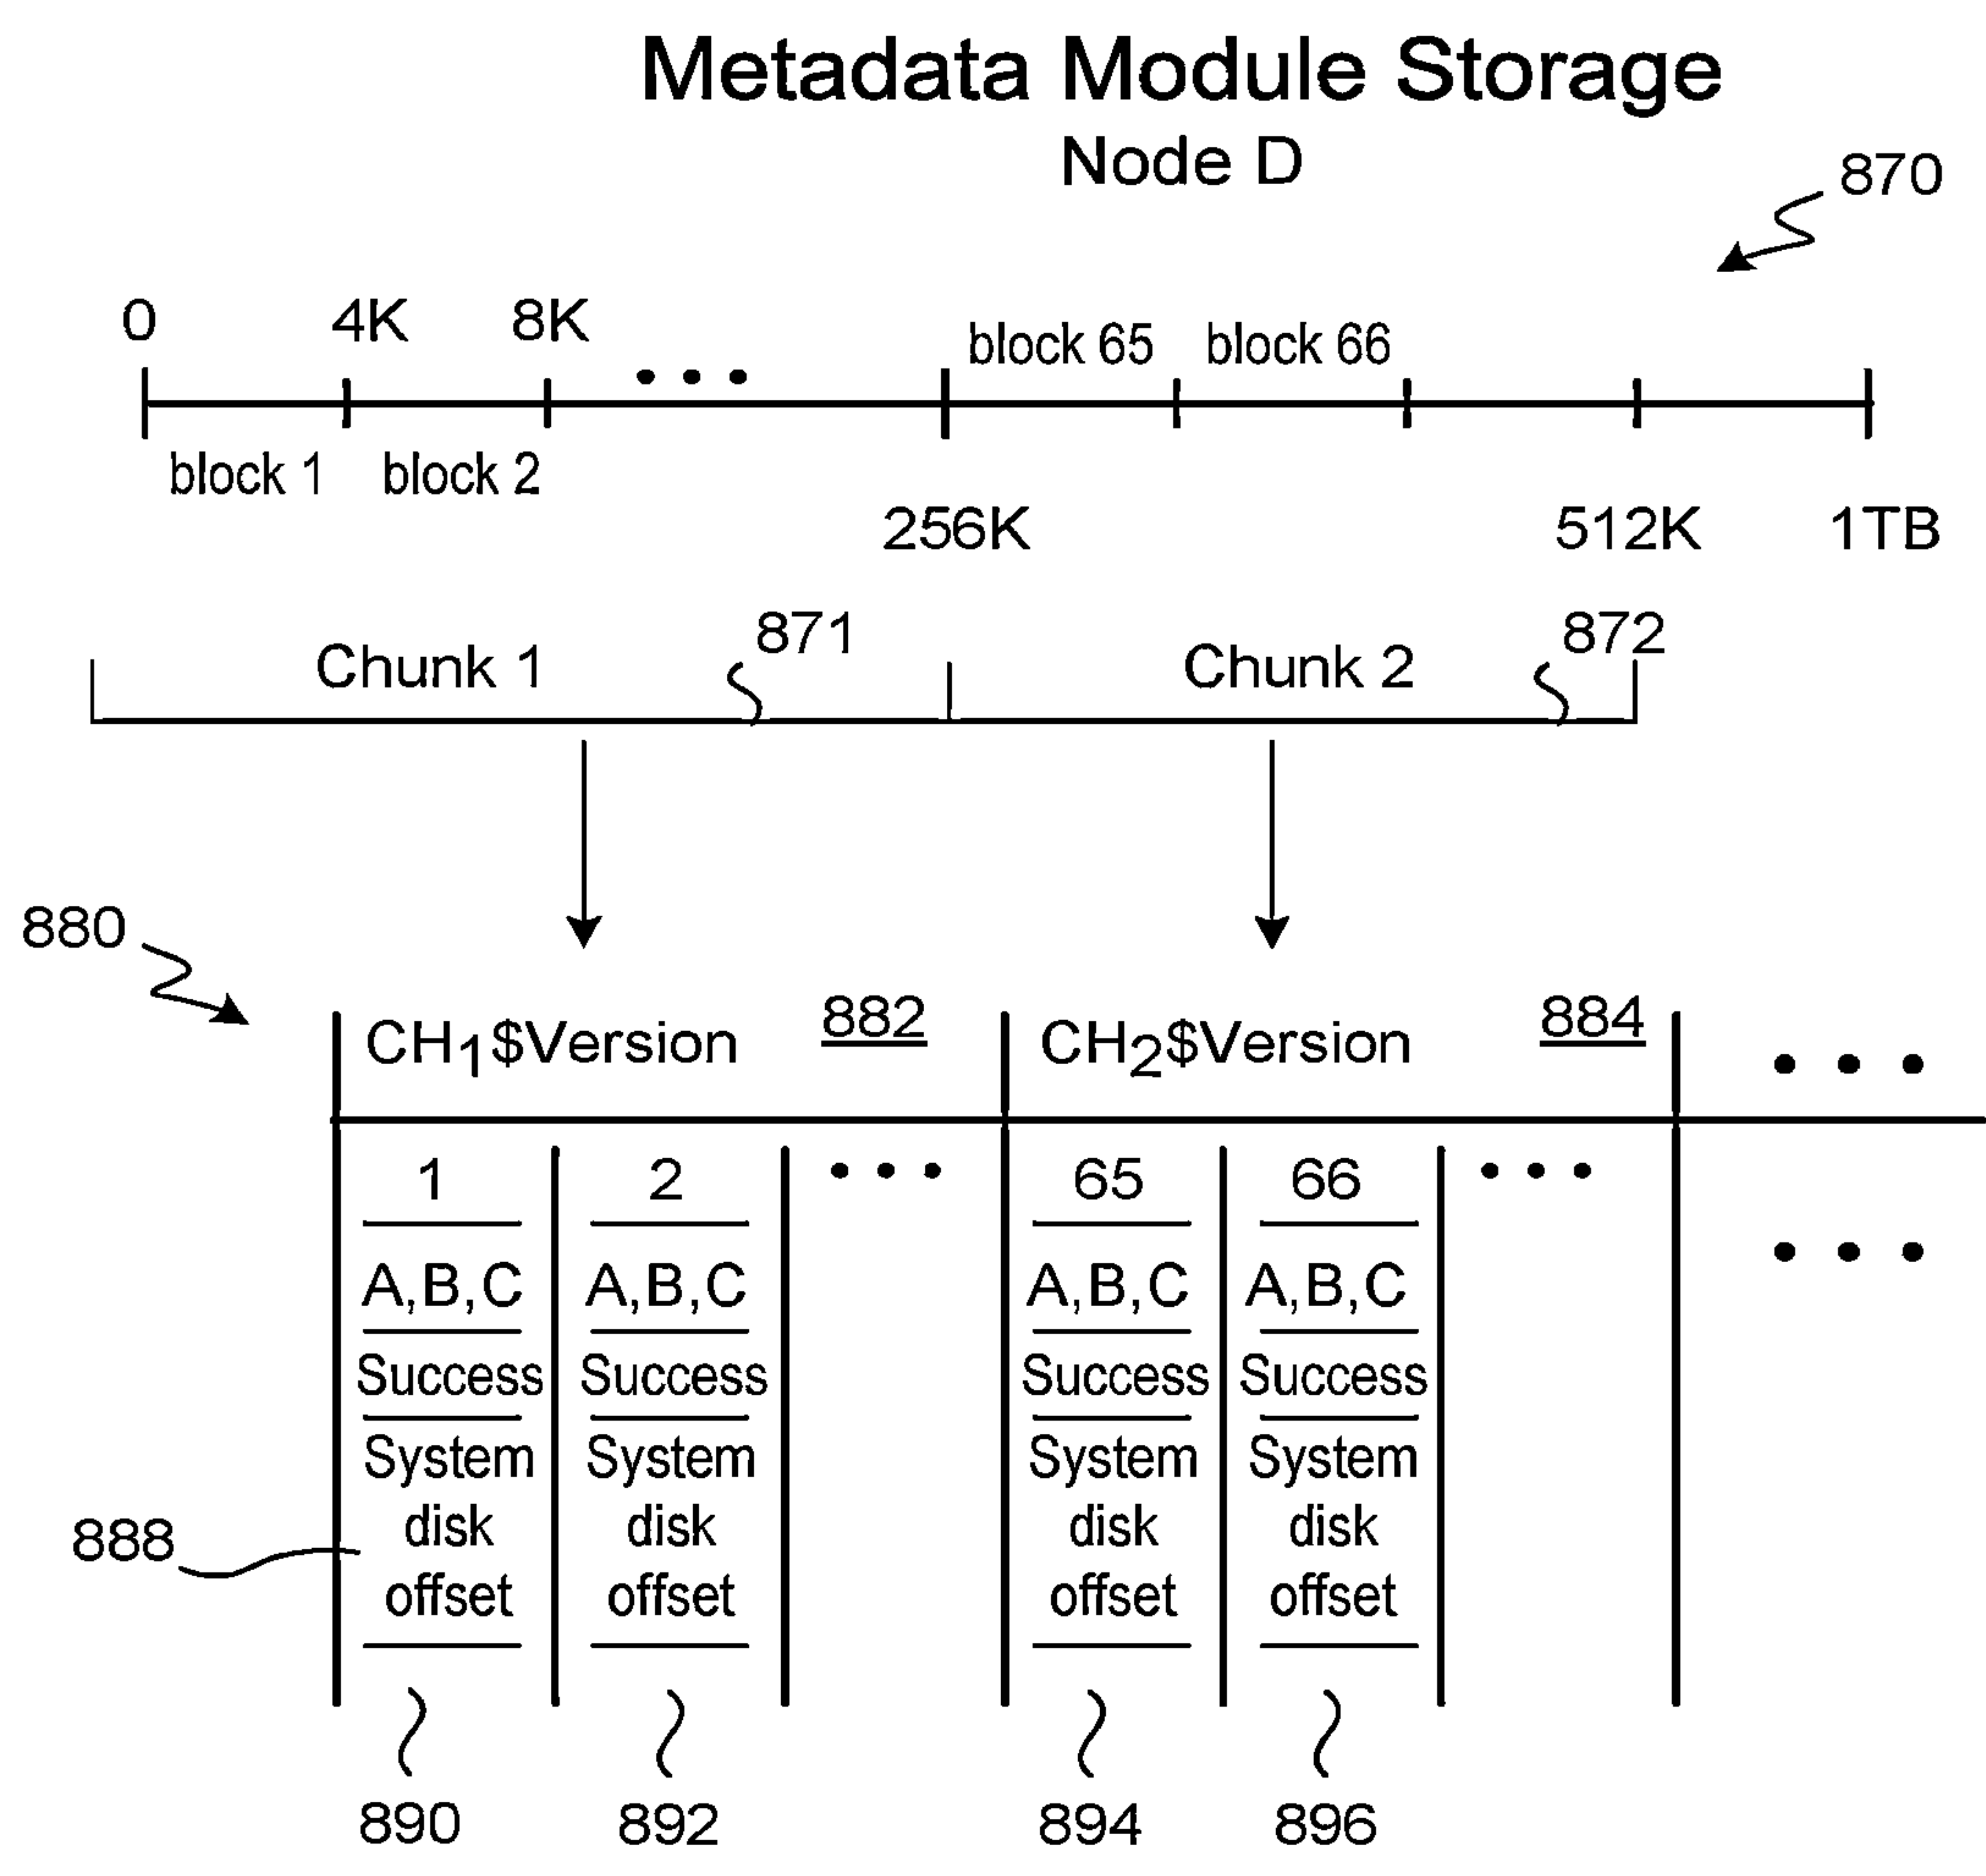 Metadata Module Storage
Node D
870
0 4K 8K
block 65 block 66
• • •
block 1 block 2
256K 512K 1TB
871 872
Chunk 1 Chunk 2
880
CH1$Version 882 CH2$Version 884 • • •
1 2 • • • 65 66 • • •
A,B,C A,B,C A,B,C A,B,C • • •
Success Success Success Success
System System System System
disk disk disk disk
888
offset offset offset offset
890 892 894 896